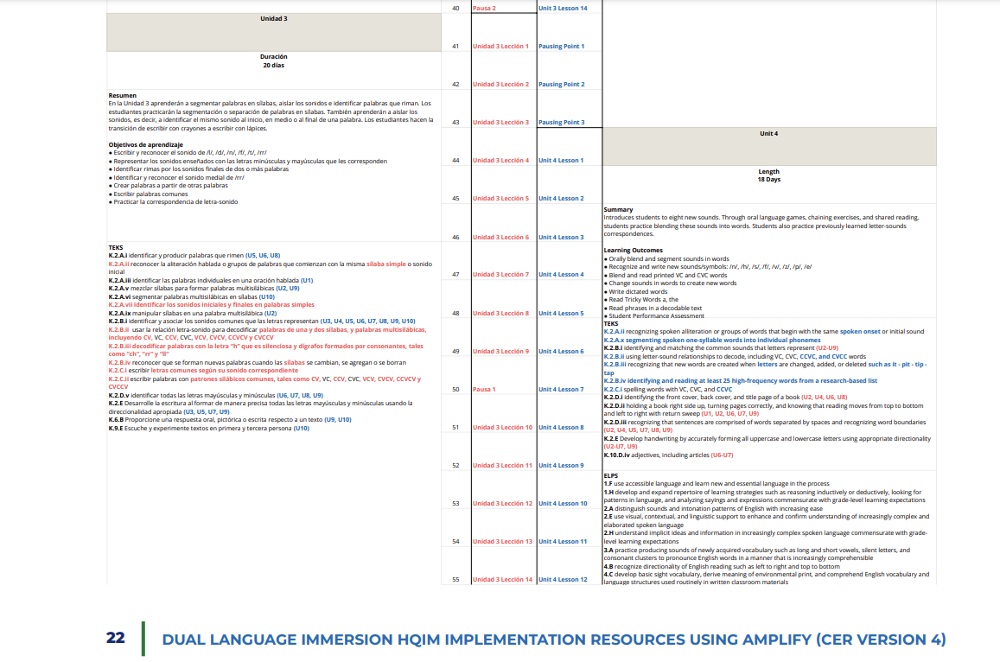 Unidad 3
Duración
20 días
Resumen
En la Unidad 3 aprenderán a segmentar palabras en sílabas, aislar los sonidos e identificar palabras que riman. Los
estudiantes practicarán la segmentación o separación de palabras en sílabas. También aprenderán a aislar los
sonidos, es decir, a identificar el mismo sonido al inicio, en medio o al final de una palabra. Los estudiantes hacen la
transición de escribir con crayones a escribir con lápices.
Objetivos de aprendizaje
● Escribir y reconocer el sonido de /l/, /d/, /n/, /f/, /t/, /rr/
● Representar los sonidos enseñados con las letras minúsculas y mayúsculas que les corresponden
● Identificar rimas por los sonidos finales de dos o más palabras
● Identificar y reconocer el sonido medial de /rr/
● Crear palabras a partir de otras palabras
● Escribir palabras comunes
● Practicar la correspondencia de letra-sonido
TEKS
K.2.A.i identificar y producir palabras que rimen (U5, U6, U8)
K.2.A.ii reconocer la aliteración hablada o grupos de palabras que comienzan con la misma sílaba simple o sonido
inicial
K.2.A.iii identificar las palabras individuales en una oración hablada (U1)
K.2.A.v mezclar sílabas para formar palabras multisilábicas (U2, U9)
K.2.A.vi segmentar palabras multisilábicas en sílabas (U10)
K.2.A.vii identificar los sonidos iniciales y finales en palabras simples
K.2.A.ix manipular sílabas en una palabra multisilábica (U2)
K.2.B.i identificar y asociar los sonidos comunes que las letras representan (U3, U4, U5, U6, U7, U8, U9, U10)
K.2.B.ii usar la relación letra-sonido para decodificar palabras de una y dos sílabas, y palabras multisilábicas,
incluyendo CV, VC, CCV, CVC, VCV, CVCV, CCVCV y CVCCV
K.2.B.iii decodificar palabras con la letra "h" que es silenciosa y dígrafos formados por consonantes, tales
como "ch", "rr" y "ll"
K.2.B.iv reconocer que se forman nuevas palabras cuando las sílabas se cambian, se agregan o se borran
K.2.C.i escribir letras comunes según su sonido correspondiente
K.2.C.ii escribir palabras con patrones silábicos comunes, tales como CV, VC, CCV, CVC, VCV, CVCV, CCVCV y
CVCCV
K.2.D.v identificar todas las letras mayúsculas y minúsculas (U6, U7, U8, U9)
K.2.E Desarrolle la escritura al formar de manera precisa todas las letras mayúsculas y minúsculas usando la
direccionalidad apropiada (U3, U5, U7, U9)
K.6.B Proporcione una respuesta oral, pictórica o escrita respecto a un texto (U9, U10)
K.9.E Escuche y experimente textos en primera y tercera persona (U10)
40 Pausa 2 Unit 3 Lesson 14
41 Unidad 3 Lección 1 Pausing Point 1
42 Unidad 3 Lección 2 Pausing Point 2
43 Unidad 3 Lección 3 Pausing Point 3
44 Unidad 3 Lección 4 Unit 4 Lesson 1
45 Unidad 3 Lección 5 Unit 4 Lesson 2
46 Unidad 3 Lección 6 Unit 4 Lesson 3
47 Unidad 3 Lección 7 Unit 4 Lesson 4
48 Unidad 3 Lección 8 Unit 4 Lesson 5
49 Unidad 3 Lección 9 Unit 4 Lesson 6
50 Pausa 1 Unit 4 Lesson 7
51 Unidad 3 Lección 10 Unit 4 Lesson 8
52 Unidad 3 Lección 11 Unit 4 Lesson 9
53 Unidad 3 Lección 12 Unit 4 Lesson 10
54 Unidad 3 Lección 13 Unit 4 Lesson 11
55 Unidad 3 Lección 14 Unit 4 Lesson 12
Unit 4
Length
18 Days
Summary
Introduces students to eight new sounds. Through oral language games, chaining exercises, and shared reading,
students practice blending these sounds into words. Students also practice previously learned letter-sounds
correspondences.
Learning Outcomes
● Orally blend and segment sounds in words
● Recognize and write new sounds/symbols: /n/, /h/, /s/, /f/, /v/, /z/, /p/, /e/
● Blend and read printed VC and CVC words
● Change sounds in words to create new words
● Write dictated words
● Read Tricky Words a, the
● Read phrases in a decodable text
● Student Performance Assessment
TEKS
K.2.A.ii recognizing spoken alliteration or groups of words that begin with the same spoken onset or initial sound
K.2.A.x segmenting spoken one-syllable words into individual phonemes
K.2.B.i identifying and matching the common sounds that letters represent (U2-U9)
K.2.B.ii using letter-sound relationships to decode, including VC, CVC, CCVC, and CVCC words
K.2.B.iii recognizing that new words are created when letters are changed, added, or deleted such as it - pit - tip -
tap
K.2.B.iv identifying and reading at least 25 high-frequency words from a research-based list
K.2.C.i spelling words with VC, CVC, and CCVC
K.2.D.i identifying the front cover, back cover, and title page of a book (U2, U4, U6, U8)
K.2.D.ii holding a book right side up, turning pages correctly, and knowing that reading moves from top to bottom
and left to right with return sweep (U1, U2, U6, U7, U9)
K.2.D.iii recognizing that sentences are comprised of words separated by spaces and recognizing word boundaries
(U2, U4, U5, U7, U8, U9)
K.2.E Develop handwriting by accurately forming all uppercase and lowercase letters using appropriate directionality
(U2-U7, U9)
K.10.D.iv adjectives, including articles (U6-U7)
ELPS
1.F use accessible language and learn new and essential language in the process
1.H develop and expand repertoire of learning strategies such as reasoning inductively or deductively, looking for
patterns in language, and analyzing sayings and expressions commensurate with grade-level learning expectations
2.A distinguish sounds and intonation patterns of English with increasing ease
2.E use visual, contextual, and linguistic support to enhance and confirm understanding of increasingly complex and
elaborated spoken language
2.H understand implicit ideas and information in increasingly complex spoken language commensurate with grade-
level learning expectations
3.A practice producing sounds of newly acquired vocabulary such as long and short vowels, silent letters, and
consonant clusters to pronounce English words in a manner that is increasingly comprehensible
4.B recognize directionality of English reading such as left to right and top to bottom
4.C develop basic sight vocabulary, derive meaning of environmental print, and comprehend English vocabulary and
language structures used routinely in written classroom materials
22 DUAL LANGUAGE IMMERSION HQIM IMPLEMENTATION RESOURCES USING AMPLIFY (CER VERSION 4)